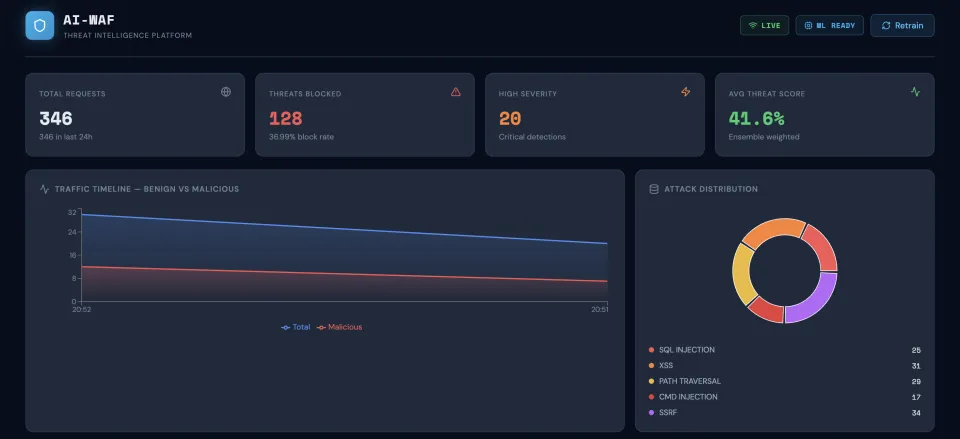 AI-WAF
THREAT INTELLIGENCE PLATFORM
LIVE
ML READY
Retrain
TOTAL REQUESTS
346
346 in last 24h
THREATS BLOCKED
128
36.99% block rate
HIGH SEVERITY
20
Critical detections
AVG THREAT SCORE
41.6%
Ensemble weighted
TRAFFIC TIMELINE — BENIGN VS MALICIOUS
32
24
16
8
0
20:52
20:51
Total
Malicious
ATTACK DISTRIBUTION
SQL INJECTION 25
XSS 31
PATH TRAVERSAL 29
CMD INJECTION 17
SSRF 34